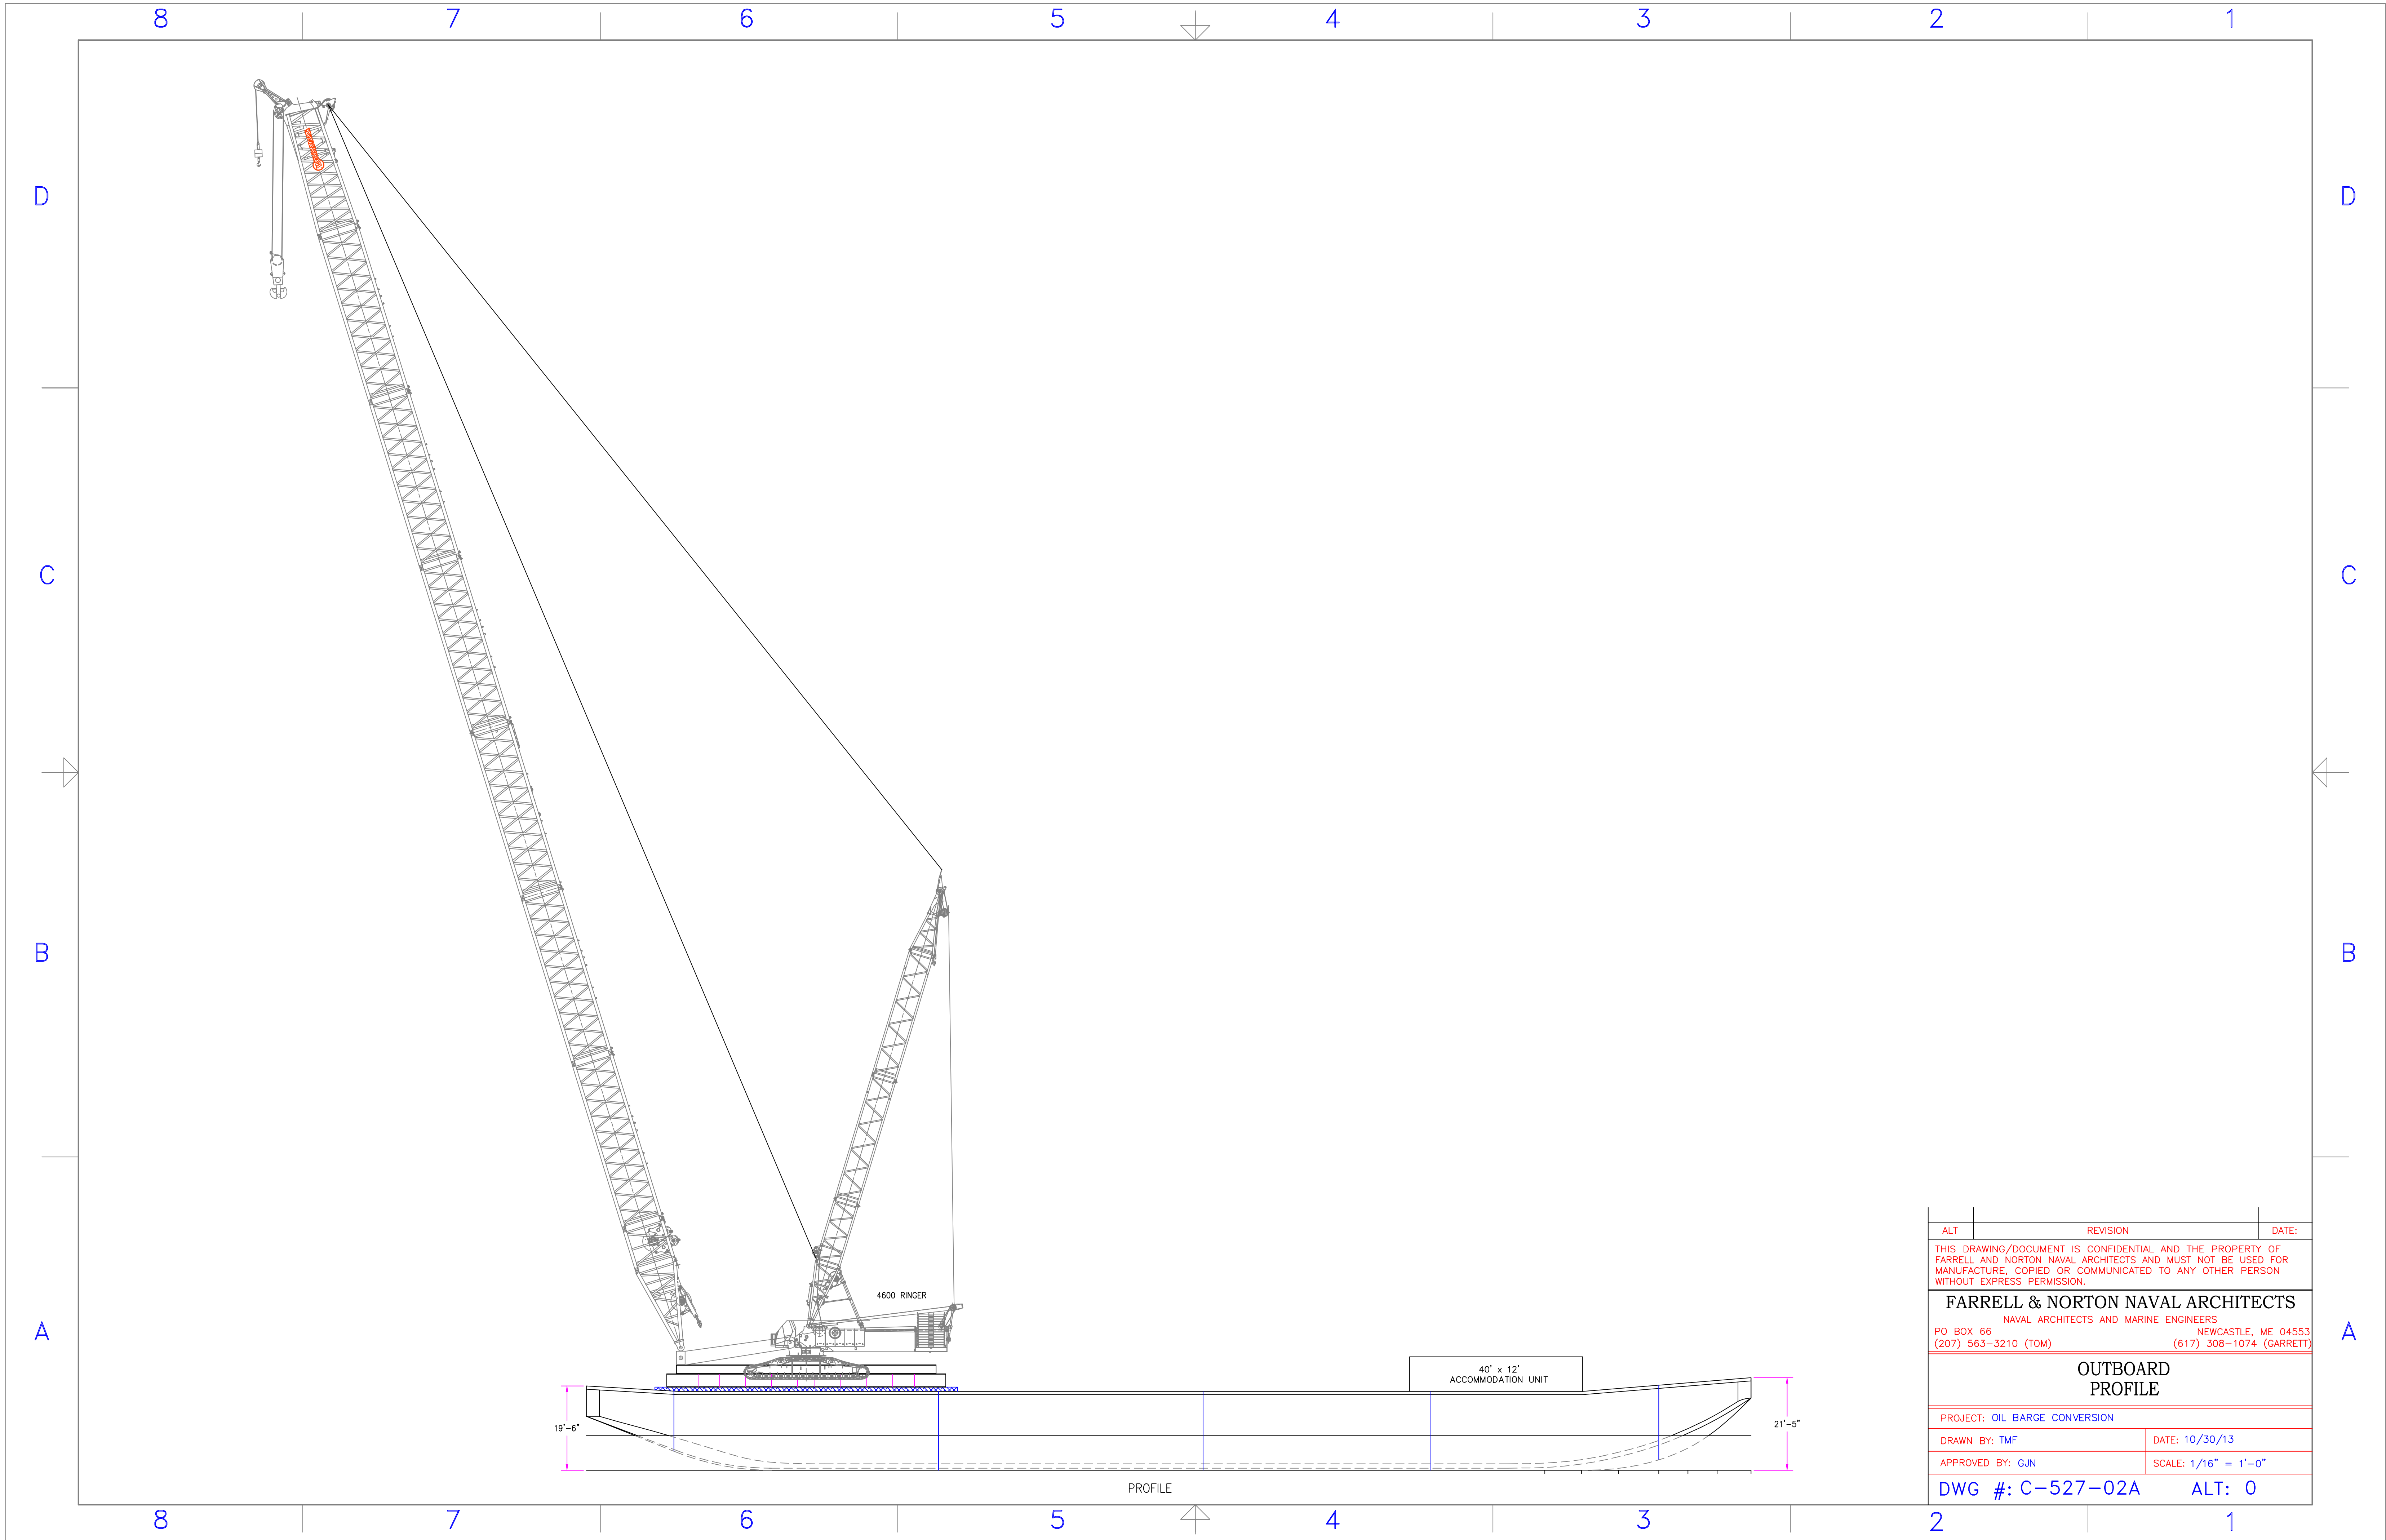 8 7 6 5 4 3 2 1
D D
C C
B B
A A
4600 RINGER
40' x 12'
ACCOMMODATION UNIT
19'-6"
21'-5"
PROFILE
ALT REVISION DATE:
THIS DRAWING/DOCUMENT IS CONFIDENTIAL AND THE PROPERTY OF
FARRELL AND NORTON NAVAL ARCHITECTS AND MUST NOT BE USED FOR
MANUFACTURE, COPIED OR COMMUNICATED TO ANY OTHER PERSON
WITHOUT EXPRESS PERMISSION.
FARRELL & NORTON NAVAL ARCHITECTS
NAVAL ARCHITECTS AND MARINE ENGINEERS
PO BOX 66 NEWCASTLE, ME 04553
(207) 563-3210 (TOM) (617) 308-1074 (GARRETT)
OUTBOARD
PROFILE
PROJECT: OIL BARGE CONVERSION
DRAWN BY: TMF DATE: 10/30/13
APPROVED BY: GJN SCALE: 1/16" = 1'-0"
DWG #: C-527-02A ALT: 0
8 7 6 5 4 3 2 1